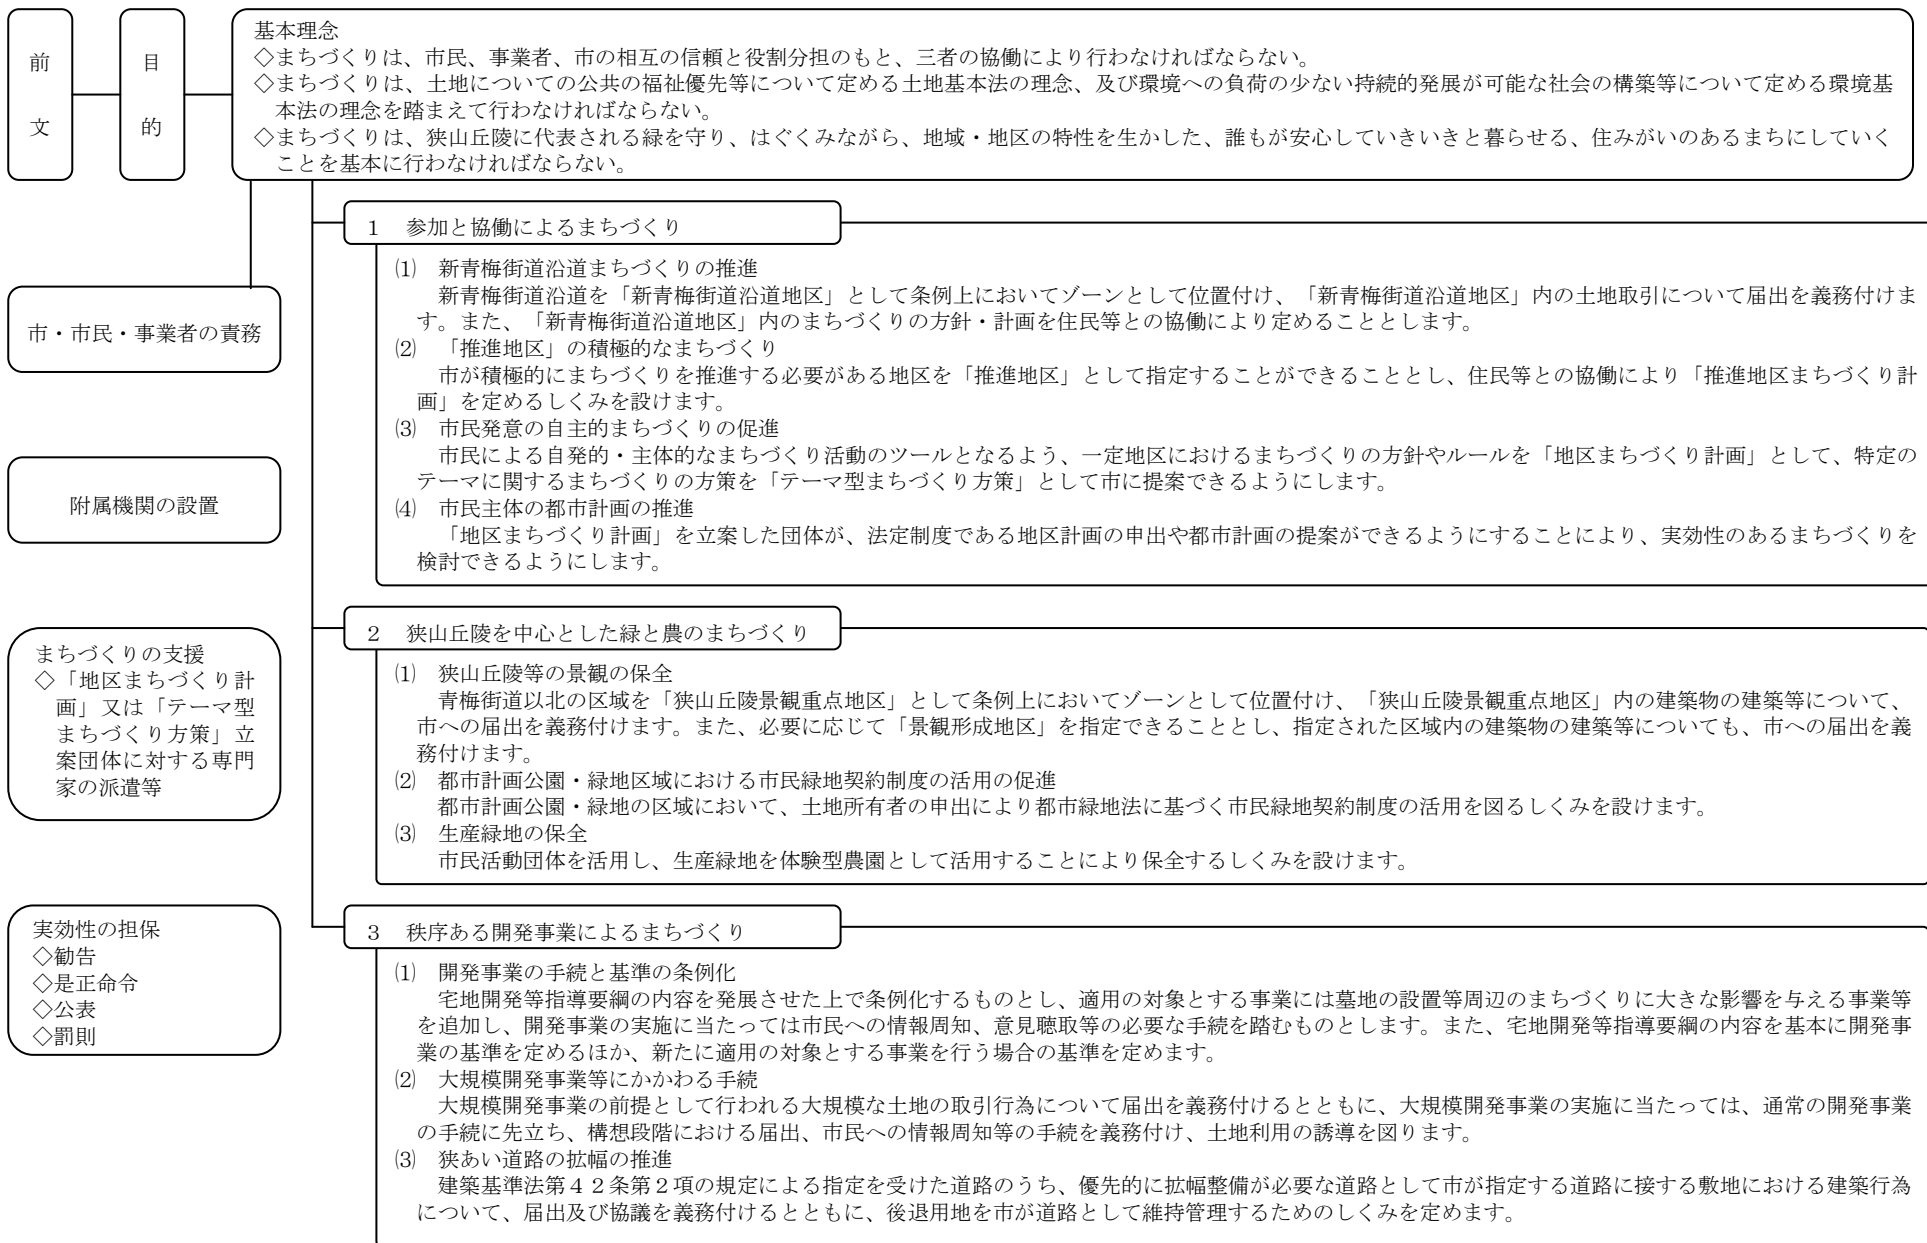 前文
目的
基本理念
◇まちづくりは、市民、事業者、市の相互の信頼と役割分担のもと、三者の協働により行わなければならない。
◇まちづくりは、土地についての公共の福祉優先等について定める土地基本法の理念、及び環境への負荷の少ない持続的発展が可能な社会の構築等について定める環境基
本法の理念を踏まえて行わなければならない。
◇まちづくりは、狭山丘陵に代表される緑を守り、はぐくみながら、地域・地区の特性を生かした、誰もが安心していきいきと暮らせる、住みがいのあるまちにしていく
ことを基本に行わなければならない。
市・市民・事業者の責務
附属機関の設置
まちづくりの支援
◇「地区まちづくり計
画」又は「テーマ型
まちづくり方策」立
案団体に対する専門
家の派遣等
実効性の担保
◇勧告
◇是正命令
◇公表
◇罰則
1 参加と協働によるまちづくり
⑴ 新青梅街道沿道まちづくりの推進
新青梅街道沿道を「新青梅街道沿道地区」として条例上においてゾーンとして位置付け、「新青梅街道沿道地区」内の土地取引について届出を義務付けま
す。また、「新青梅街道沿道地区」内のまちづくりの方針・計画を住民等との協働により定めることとします。
⑵ 「推進地区」の積極的なまちづくり
市が積極的にまちづくりを推進する必要がある地区を「推進地区」として指定することができることとし、住民等との協働により「推進地区まちづくり計
画」を定めるしくみを設けます。
⑶ 市民発意の自主的まちづくりの促進
市民による自発的・主体的なまちづくり活動のツールとなるよう、一定地区におけるまちづくりの方針やルールを「地区まちづくり計画」として、特定の
テーマに関するまちづくりの方策を「テーマ型まちづくり方策」として市に提案できるようにします。
⑷ 市民主体の都市計画の推進
「地区まちづくり計画」を立案した団体が、法定制度である地区計画の申出や都市計画の提案ができるようにすることにより、実効性のあるまちづくりを
検討できるようにします。
2 狭山丘陵を中心とした緑と農のまちづくり
⑴ 狭山丘陵等の景観の保全
青梅街道以北の区域を「狭山丘陵景観重点地区」として条例上においてゾーンとして位置付け、「狭山丘陵景観重点地区」内の建築物の建築等について、
市への届出を義務付けます。また、必要に応じて「景観形成地区」を指定できることとし、指定された区域内の建築物の建築等についても、市への届出を義
務付けます。
⑵ 都市計画公園・緑地区域における市民緑地契約制度の活用の促進
都市計画公園・緑地の区域において、土地所有者の申出により都市緑地法に基づく市民緑地契約制度の活用を図るしくみを設けます。
⑶ 生産緑地の保全
市民活動団体を活用し、生産緑地を体験型農園として活用することにより保全するしくみを設けます。
3 秩序ある開発事業によるまちづくり
⑴ 開発事業の手続と基準の条例化
宅地開発等指導要綱の内容を発展させた上で条例化するものとし、適用の対象とする事業には墓地の設置等周辺のまちづくりに大きな影響を与える事業等
を追加し、開発事業の実施に当たっては市民への情報周知、意見聴取等の必要な手続を踏むものとします。また、宅地開発等指導要綱の内容を基本に開発事
業の基準を定めるほか、新たに適用の対象とする事業を行う場合の基準を定めます。
⑵ 大規模開発事業等にかかわる手続
大規模開発事業の前提として行われる大規模な土地の取引行為について届出を義務付けるとともに、大規模開発事業の実施に当たっては、通常の開発事業
の手続に先立ち、構想段階における届出、市民への情報周知等の手続を義務付け、土地利用の誘導を図ります。
⑶ 狭あい道路の拡幅の推進
建築基準法第42条第2項の規定による指定を受けた道路のうち、優先的に拡幅整備が必要な道路として市が指定する道路に接する敷地における建築行為
について、届出及び協議を義務付けるとともに、後退用地を市が道路として維持管理するためのしくみを定めます。